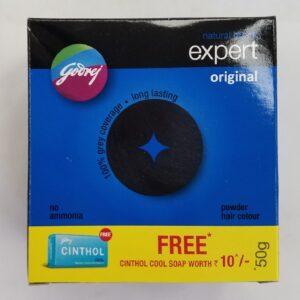 Godrej
expert
original
100% grey coverage • long lasting
no
ammonia
powder
hair colour
FREE
CINTHOL
FREE*
CINTHOL COOL SOAP WORTH ₹ 10*/-
50g